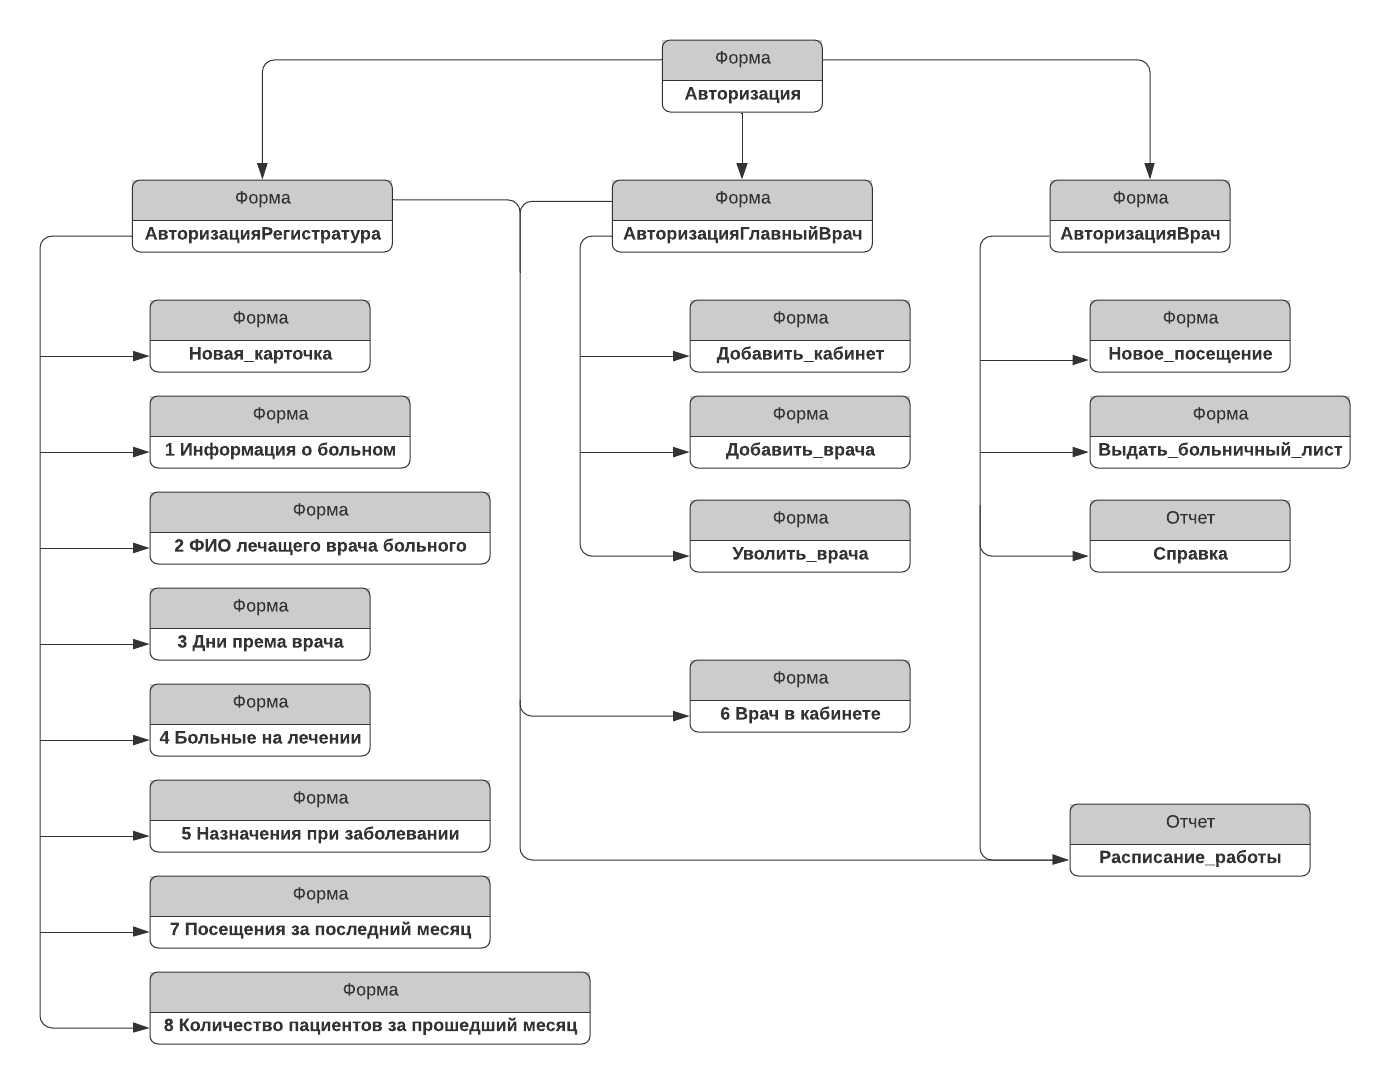 Форма
Авторизация
Форма
АвторизацияРегистратура
Форма
АвторизацияГлавныйВрач
Форма
АвторизацияВрач
Форма
Новая_карточка
Форма
1 Информация о больном
Форма
2 ФИО лечащего врача больного
Форма
3 Дни према врача
Форма
4 Больные на лечении
Форма
5 Назначения при заболевании
Форма
7 Посещения за последний месяц
Форма
8 Количество пациентов за прошедший месяц
Форма
Добавить_кабинет
Форма
Добавить_врача
Форма
Уволить_врача
Форма
6 Врач в кабинете
Форма
Новое_посещение
Форма
Выдать_больничный_лист
Отчет
Справка
Отчет
Расписание_работы